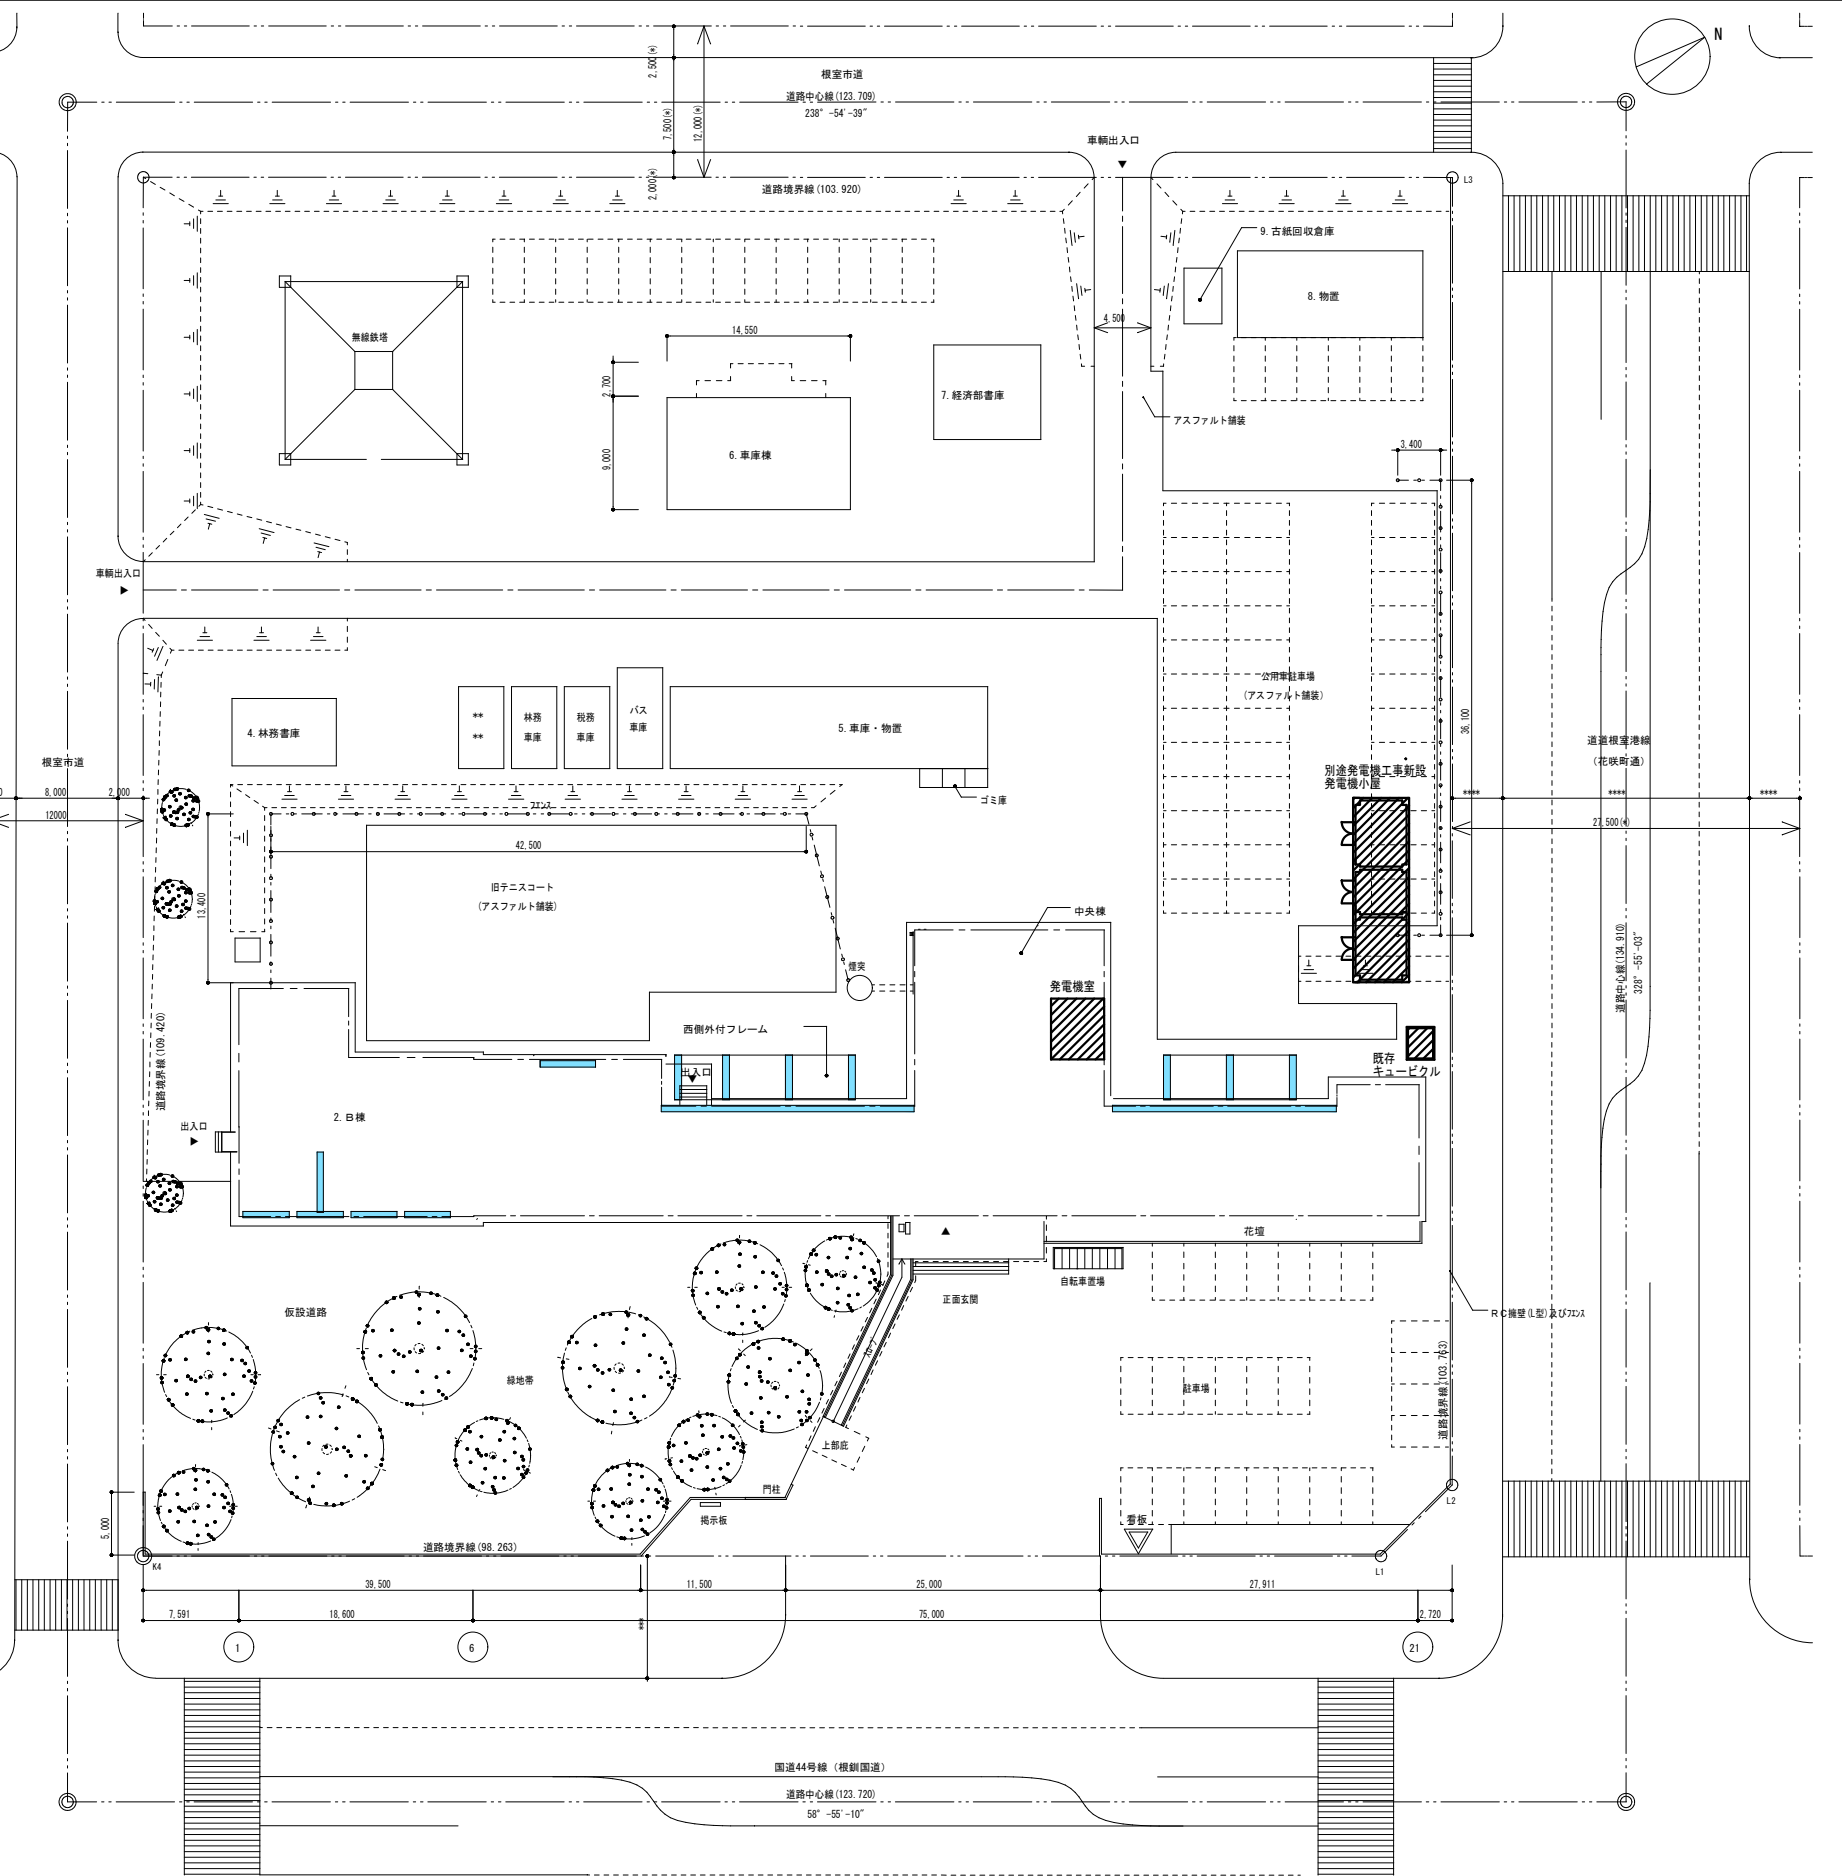 N
2,500(*)
根室市道
道路中心線(123.709)
238° -54'-39"
7,500(*)
12,000(*)
車輌出入口
2,000(*)
道路境界線(103.920)
L3
9.古紙回収倉庫
8.物置
4,500
無線鉄塔
14,550
2,700
7.経済部書庫
アスファルト舗装
6.車庫棟
9,000
3,400
車輌出入口
公用車駐車場
(アスファルト舗装)
36,100
4.林務書庫
**
**
林務
車庫
税務
車庫
バス
車庫
5.車庫・物置
ゴミ庫
根室市道
8,000
2,000
12000
道道根室港線
(花咲町通)
別途発電機工事新設
発電機小屋
****
****
****
27,500(*)
フエンス
42,500
13,400
旧テニスコート
(アスファルト舗装)
中央棟
煙突
発電機室
道路中心線(134.910)
328° -55'-03"
道路境界線(109.420)
西側外付フレーム
出入口
既存
キュービクル
2.B棟
出入口
花壇
自転車置場
正面玄関
仮設道路
RC擁壁(L型)及びフエンス
緑地帯
駐車場
道路境界線(103.763)
上部庇
門柱
掲示板
看板
L2
5,000
道路境界線(98.263)
K4
L1
39,500
11,500
25,000
27,911
7,591
18,600
***
75,000
2,720
1
6
21
国道44号線 (根釧国道)
道路中心線(123.720)
58° -55'-10"